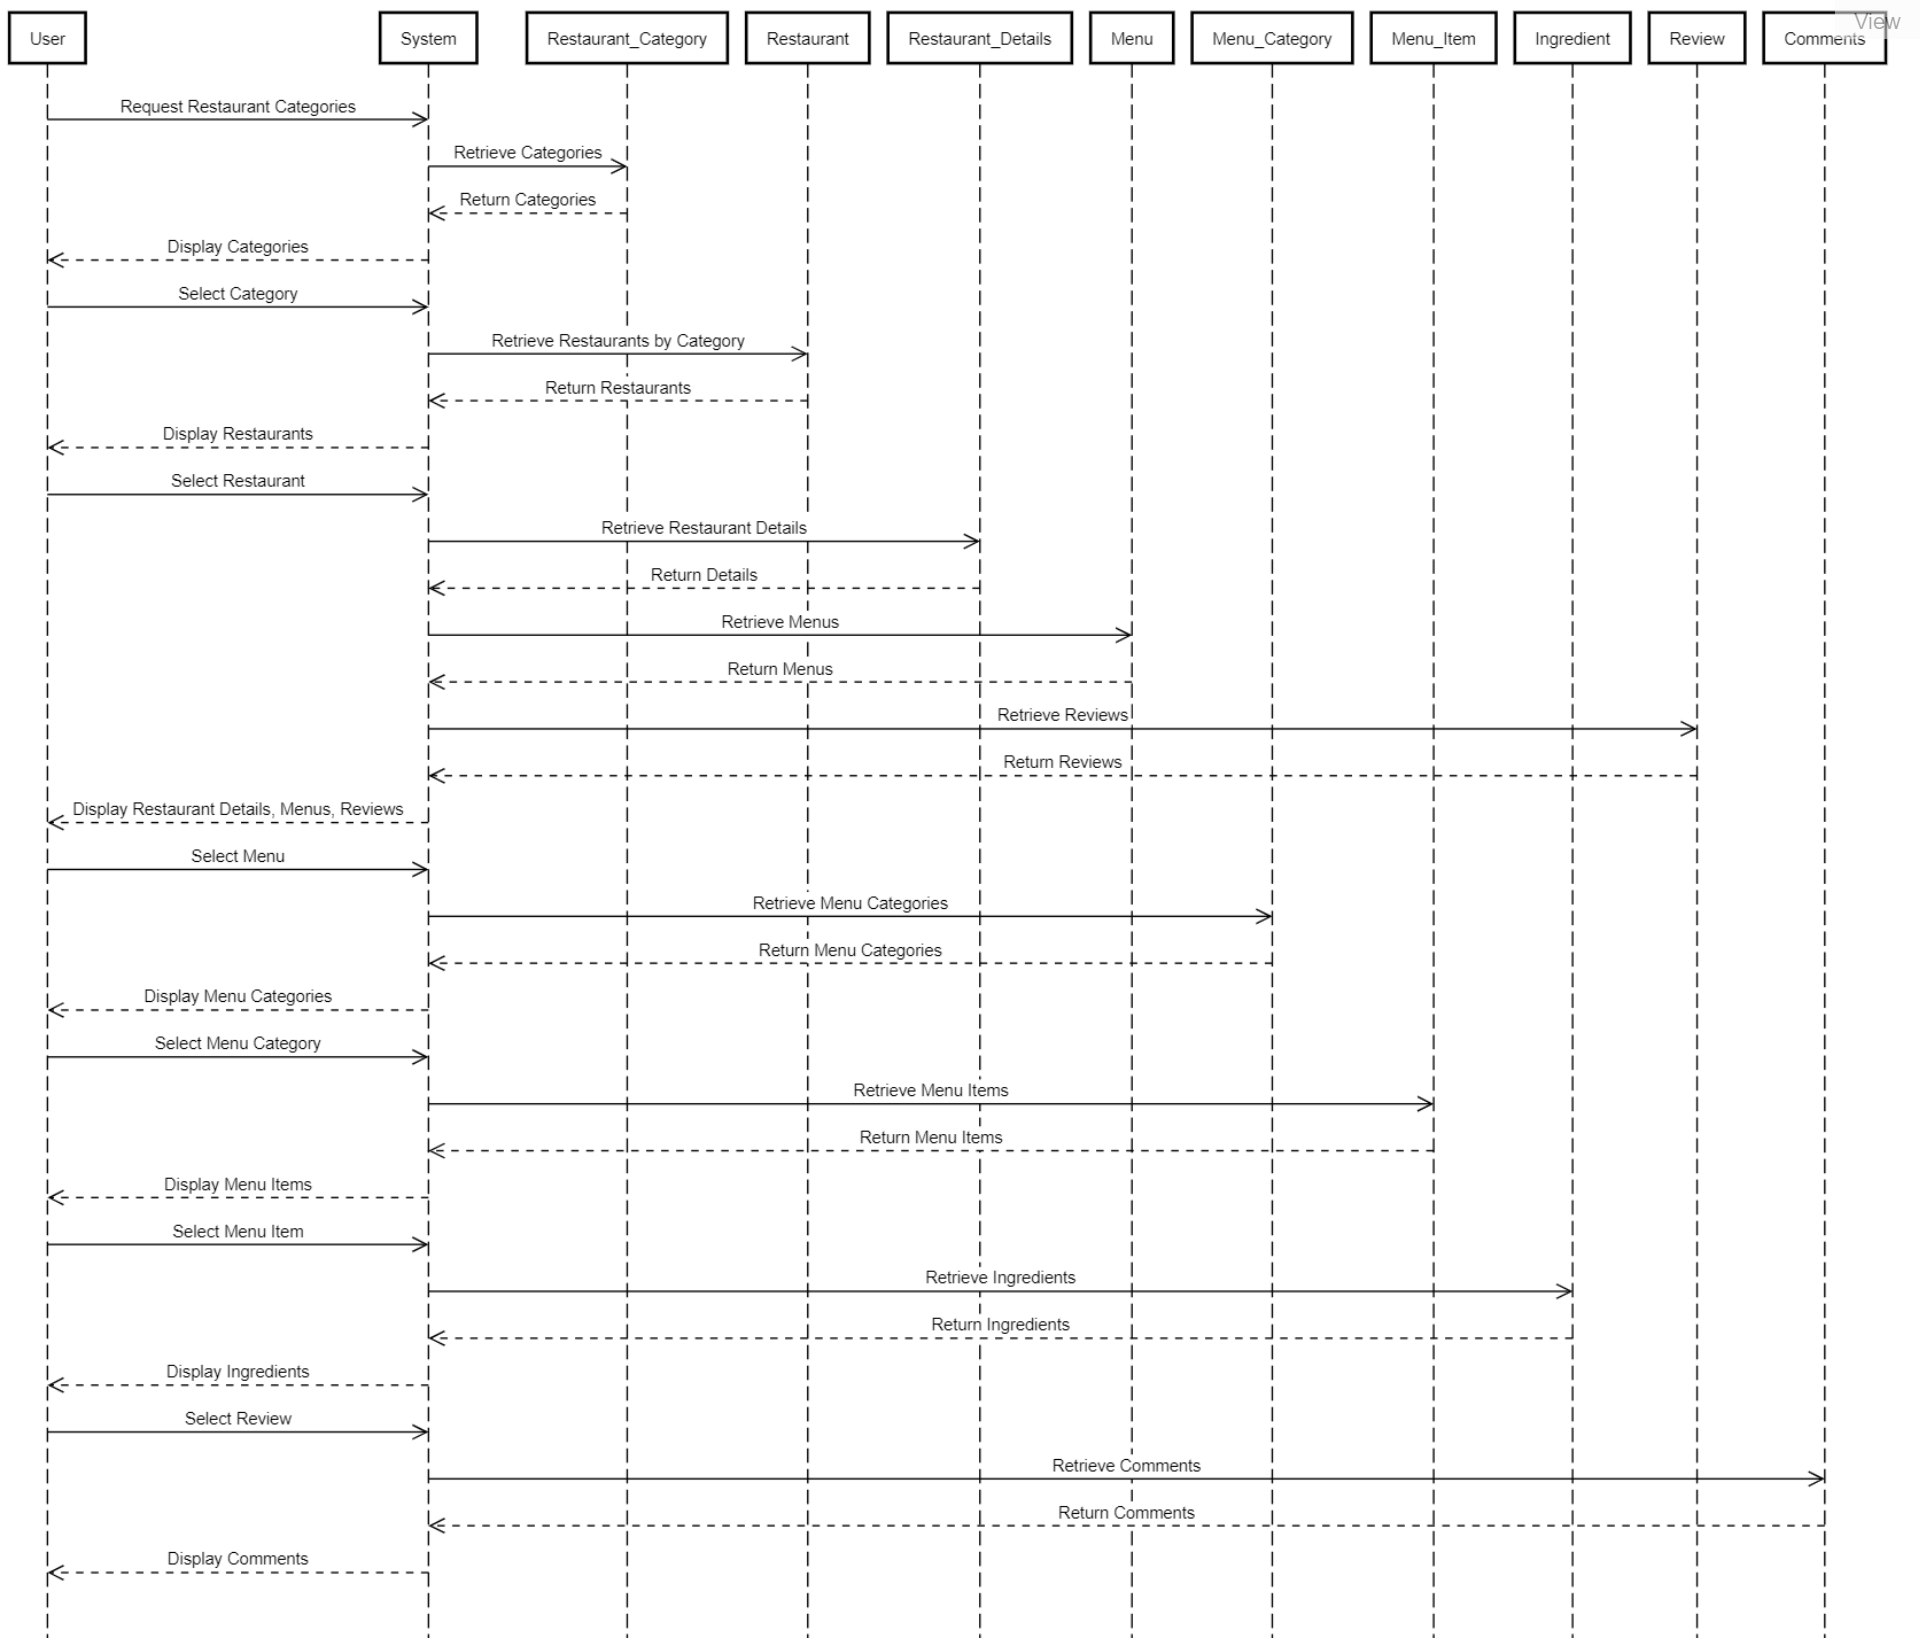 User
System
Restaurant_Category
Restaurant
Restaurant_Details
Menu
Menu_Category
Menu_Item
Ingredient
Review
Comments
View
Request Restaurant Categories
Retrieve Categories
Return Categories
Display Categories
Select Category
Retrieve Restaurants by Category
Return Restaurants
Display Restaurants
Select Restaurant
Retrieve Restaurant Details
Return Details
Retrieve Menus
Return Menus
Retrieve Reviews
Return Reviews
Display Restaurant Details, Menus, Reviews
Select Menu
Retrieve Menu Categories
Return Menu Categories
Display Menu Categories
Select Menu Category
Retrieve Menu Items
Return Menu Items
Display Menu Items
Select Menu Item
Retrieve Ingredients
Return Ingredients
Display Ingredients
Select Review
Retrieve Comments
Return Comments
Display Comments